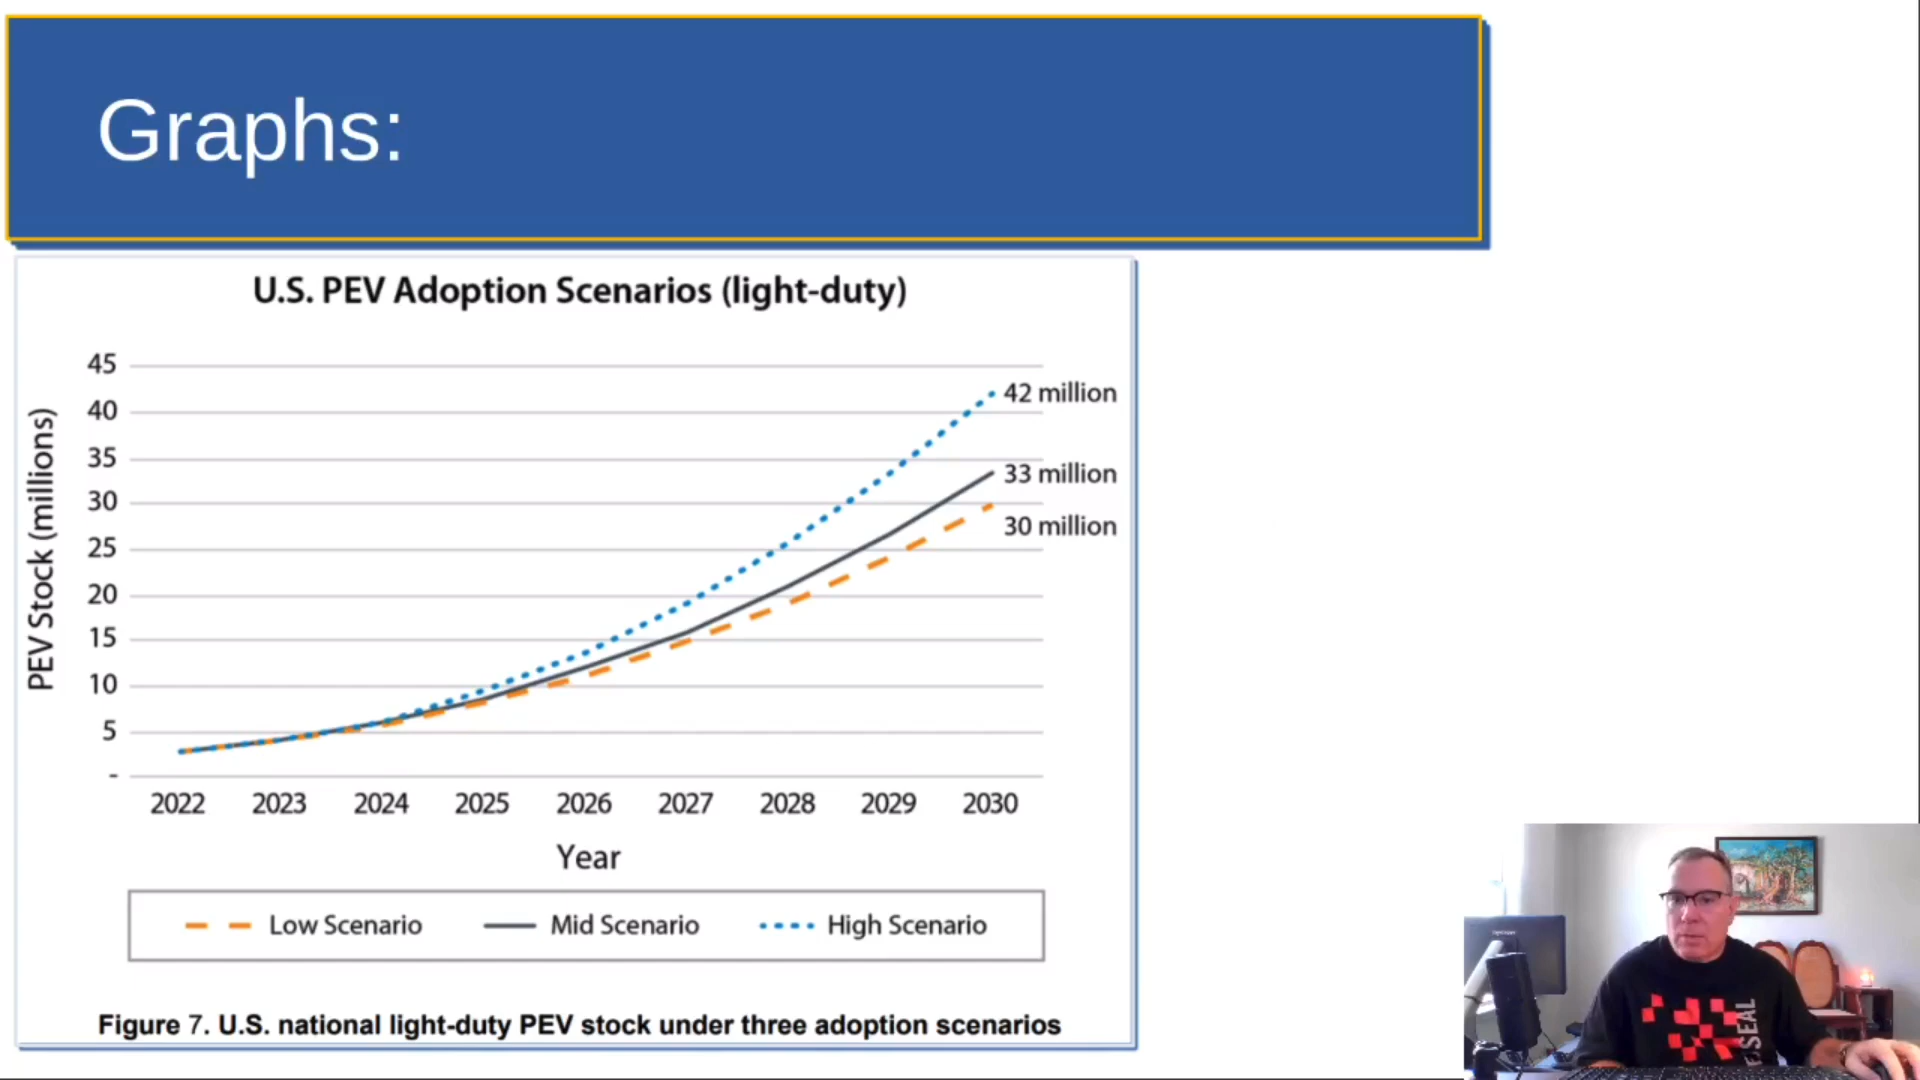 Graphs:
U.S. PEV Adoption Scenarios (light-duty)
PEV Stock (millions)
45
40
35
30
25
20
15
10
5
-
42 million
33 million
30 million
2022 2023 2024 2025 2026 2027 2028 2029 2030
Year
Low Scenario Mid Scenario High Scenario
Figure 7. U.S. national light-duty PEV stock under three adoption scenarios